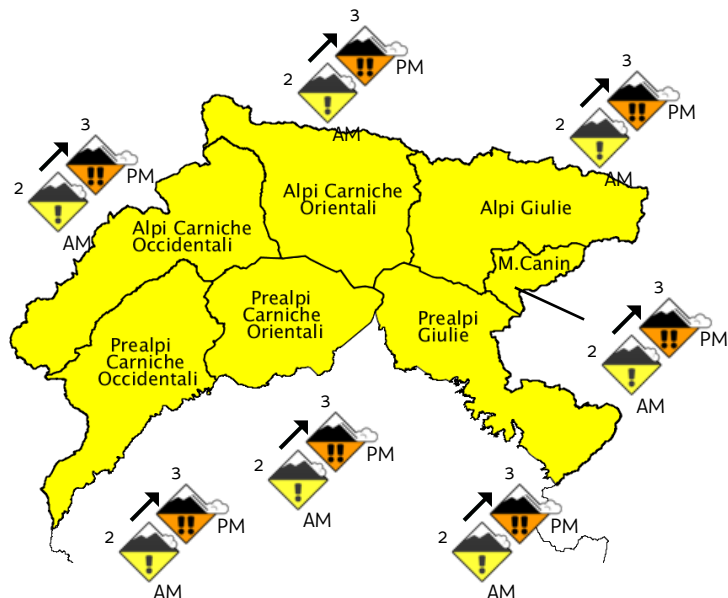 3
2
PM
AM
3
2
PM
AM
3
2
PM
AM
Alpi Carniche
Orientali
Alpi Giulie
Alpi Carniche
Occidentali
M.Canin
Prealpi
Carniche
Orientali
Prealpi
Giulie
Prealpi
Carniche
Occidentali
3
2
PM
AM
3
2
PM
AM
3
2
PM
AM
3
2
PM
AM